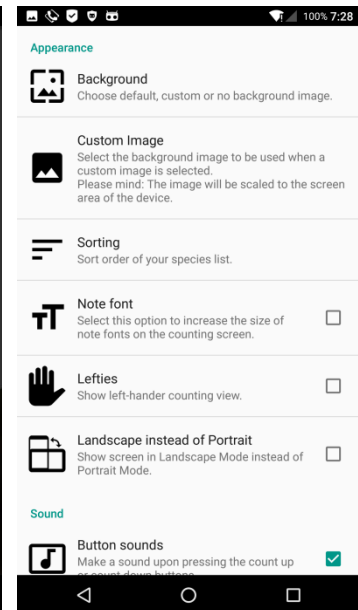 100% 7:28
Appearance
Background
Choose default, custom or no background image.
Custom Image
Select the background image to be used when a
custom image is selected.
Please mind: The image will be scaled to the screen
area of the device.
Sorting
Sort order of your species list.
Note font
Select this option to increase the size of
note fonts on the counting screen.
Lefties
Show left-hander counting view.
Landscape instead of Portrait
Show screen in Landscape Mode instead of
Portrait Mode.
Sound
Button sounds
Make a sound upon pressing the count up
or count down buttons.